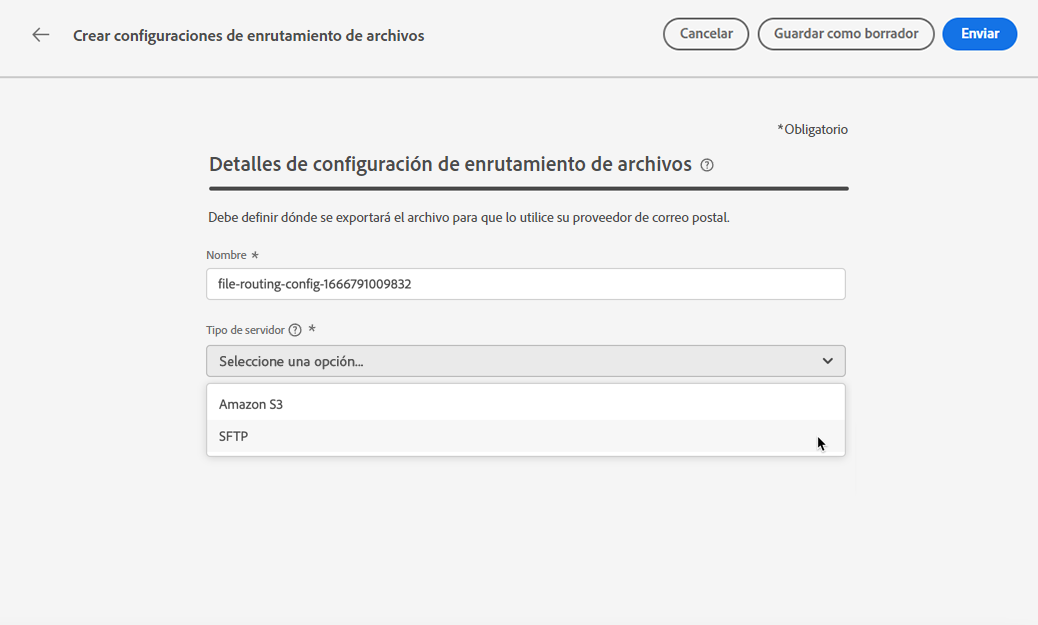 Crear configuraciones de enrutamiento de archivos
Cancelar
Guardar como borrador
Enviar
*Obligatorio
Detalles de configuración de enrutamiento de archivos ?
Debe definir dónde se exportará el archivo para que lo utilice su proveedor de correo postal.
Nombre *
file-routing-config-1666791009832
Tipo de servidor ? *
Seleccione una opción...
Amazon S3
SFTP